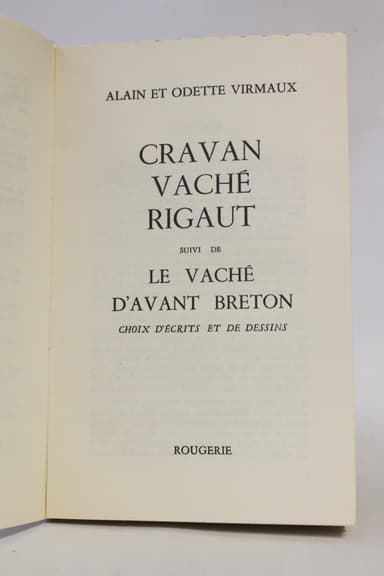 ALAIN ET ODETTE VIRMAUX
CRAVAN
VACHÉ
RIGAUT
SUIVI DE
LE VACHÉ
D'AVANT BRETON
CHOIX D'ÉCRITS ET DE DESSINS
ROUGERIE